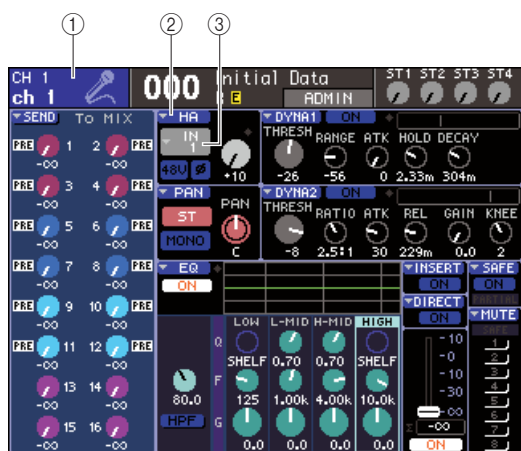 ① ② ③
CH 1
ch 1
000 Initial Data
E
ADMIN
ST1 ST2 ST3 ST4
SEND To MIX
PRE 1 2 PRE
-∞ -∞
PRE 3 4 PRE
-∞ -∞
PRE 5 6 PRE
-∞ -∞
PRE 7 8 PRE
-∞ -∞
PRE 9 10 PRE
-∞ -∞
PRE 11 12 PRE
-∞ -∞
13 14
-∞ -∞
15 16
-∞ -∞
HA
IN
1
48V ø
+10
DYNA1 ON
THRESH RANGE ATK HOLD DECAY
-26 -56 0 2.33m 304m
PAN
ST
MONO
PAN
C
DYNA2 ON
THRESH RATIO ATK REL GAIN KNEE
-8 2.5:1 30 229m 0.0 2
EQ
ON
LOW L-MID H-MID HIGH
Q
SHELF 0.70 0.70 SHELF
F
80.0 125 1.00k 4.00k 10.0k
HPF
G
0.0 0.0 0.0 0.0
INSERT
ON
DIRECT
ON
-10
-0
-10
-30
-∞
Σ -∞
ON
SAFE
ON
PARTIAL
MUTE
SAFE
1
2
3
4
5
6
7
8